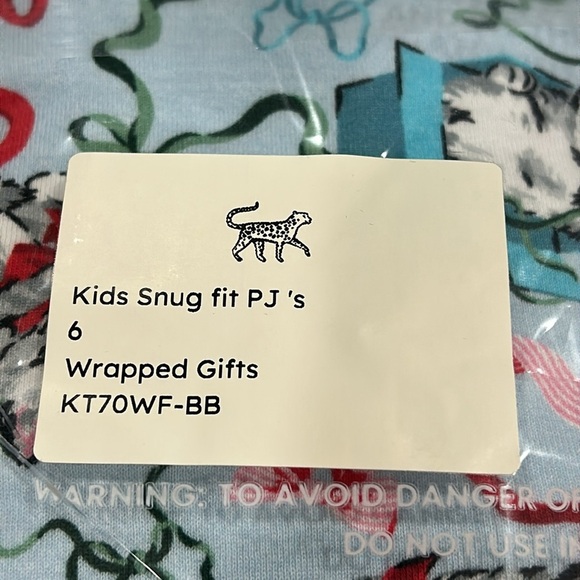 Kids Snug fit PJ 's
6
Wrapped Gifts
KT70WF-BB
WARNING: TO AVOID DANGER OF
DO NOT USE IN